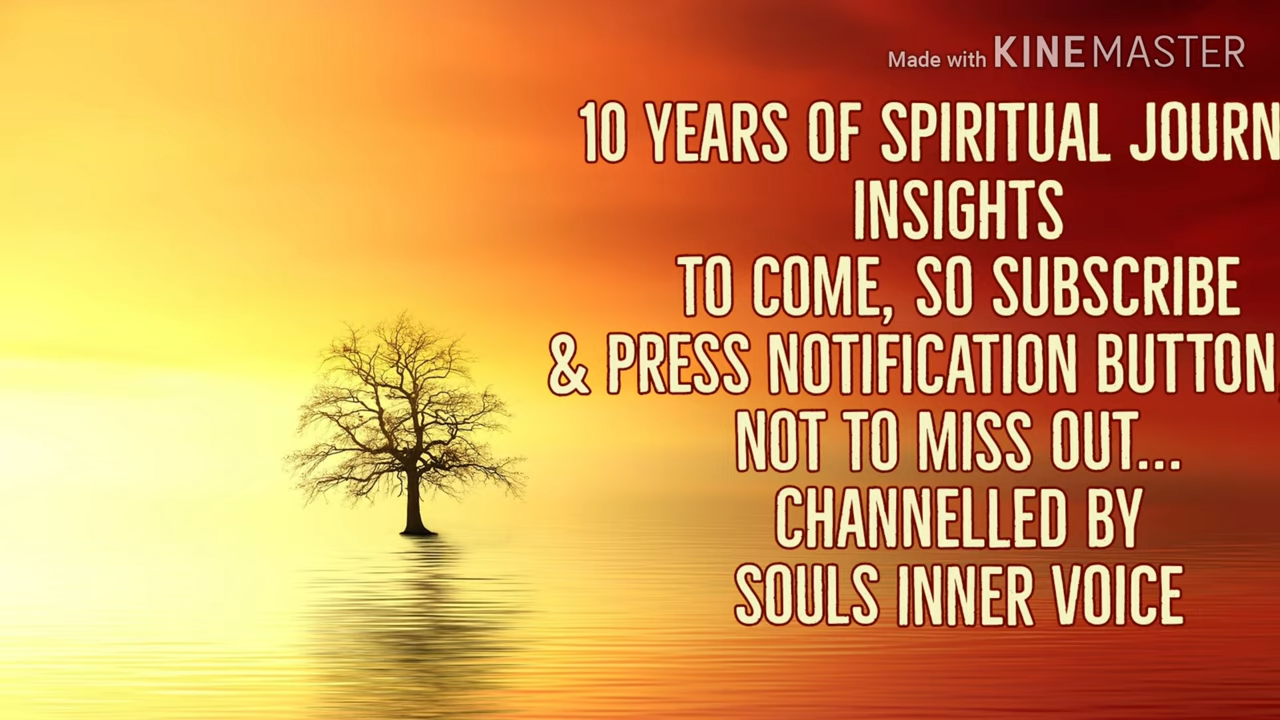 Made with KINEMASTER
10 YEARS OF SPIRITUAL JOURN
INSIGHTS
TO COME, SO SUBSCRIBE
& PRESS NOTIFICATION BUTTON,
NOT TO MISS OUT...
CHANNELLED BY
SOULS INNER VOICE